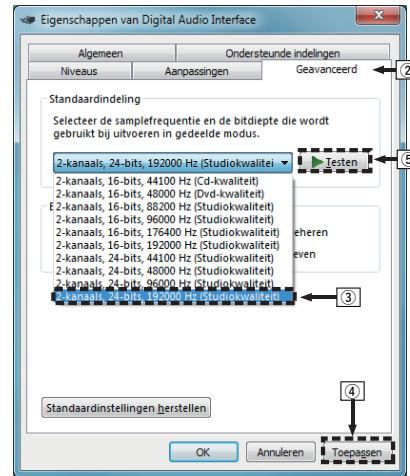 Eigenschappen van Digital Audio Interface
Algemeen
Ondersteunde indelingen
Niveaus
Aanpassingen
Geavanceerd
②
Standaardindeling
Selecteer de samplefrequentie en de bitdiepte die wordt
gebruikt bij uitvoeren in gedeelde modus.
2-kanaals, 24-bits, 192000 Hz (Studiokwalitei
Testen
⑤
2-kanaals, 16-bits, 44100 Hz (Cd-kwaliteit)
2-kanaals, 16-bits, 48000 Hz (Dvd-kwaliteit)
2-kanaals, 16-bits, 88200 Hz (Studiokwaliteit)
2-kanaals, 16-bits, 96000 Hz (Studiokwaliteit)
2-kanaals, 16-bits, 176400 Hz (Studiokwaliteit)
2-kanaals, 16-bits, 192000 Hz (Studiokwaliteit)
2-kanaals, 24-bits, 44100 Hz (Studiokwaliteit)
2-kanaals, 24-bits, 48000 Hz (Studiokwaliteit)
2-kanaals, 24-bits, 96000 Hz (Studiokwaliteit)
2-kanaals, 24-bits, 192000 Hz (Studiokwaliteit)
E
eheren
even
③
④
Standaardinstellingen herstellen
OK
Annuleren
Toepassen